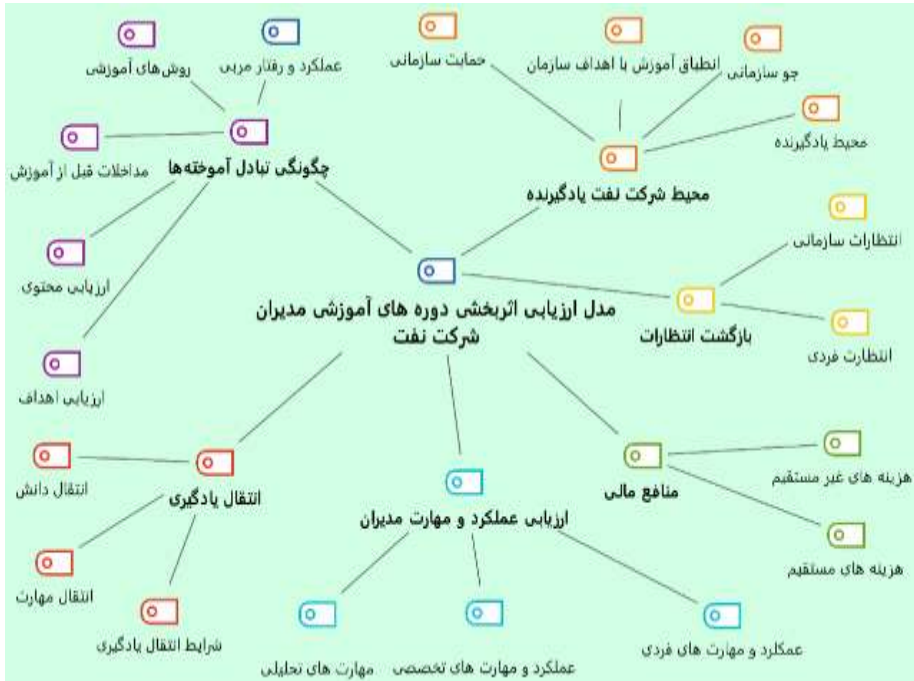 روش‌های آموزشی
عملکرد و رفتار مربی
حمایت سازمانی
انطباق آموزش با اهداف سازمان
جو سازمانی
محیط یادگیرنده
مداخلات قبل از آموزش
چگونگی تبادل آموخته‌ها
محیط شرکت نفت یادگیرنده
انتظارات سازمانی
ارزیابی محتوی
مدل ارزیابی اثربخشی دوره های آموزشی مدیران
شرکت نفت
بازگشت انتظارات
انتظارت فردی
ارزیابی اهداف
انتقال دانش
انتقال یادگیری
ارزیابی عملکرد و مهارت مدیران
منافع مالی
هزینه های غیر مستقیم
هزینه های مستقیم
انتقال مهارت
شرایط انتقال یادگیری
مهارت های تحلیلی
عملکرد و مهارت های تخصصی
عمکلرد و مهارت های فردی